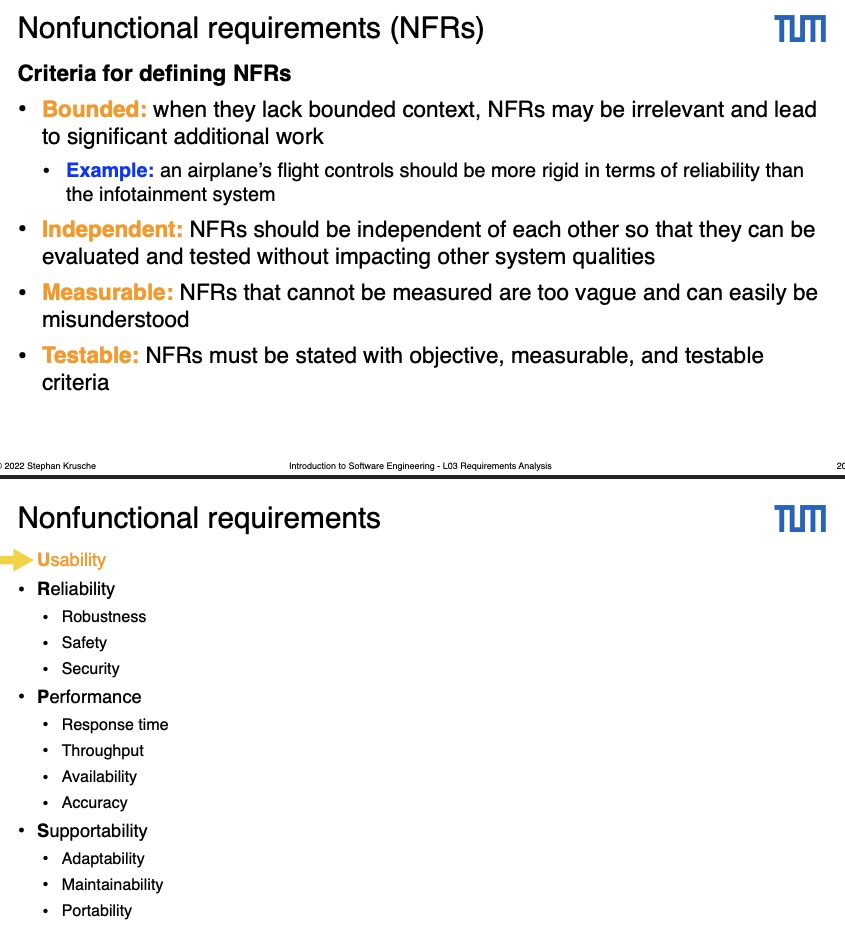 Nonfunctional requirements (NFRs)
TUM
Criteria for defining NFRs
• Bounded: when they lack bounded context, NFRs may be irrelevant and lead
to significant additional work
• Example: an airplane's flight controls should be more rigid in terms of reliability than
the infotainment system
• Independent: NFRs should be independent of each other so that they can be
evaluated and tested without impacting other system qualities
• Measurable: NFRs that cannot be measured are too vague and can easily be
misunderstood
• Testable: NFRs must be stated with objective, measurable, and testable
criteria
© 2022 Stephan Krusche
Introduction to Software Engineering - L03 Requirements Analysis
20
Nonfunctional requirements
TUM
Usability
• Reliability
• Robustness
• Safety
• Security
• Performance
• Response time
• Throughput
• Availability
• Accuracy
• Supportability
• Adaptability
• Maintainability
• Portability